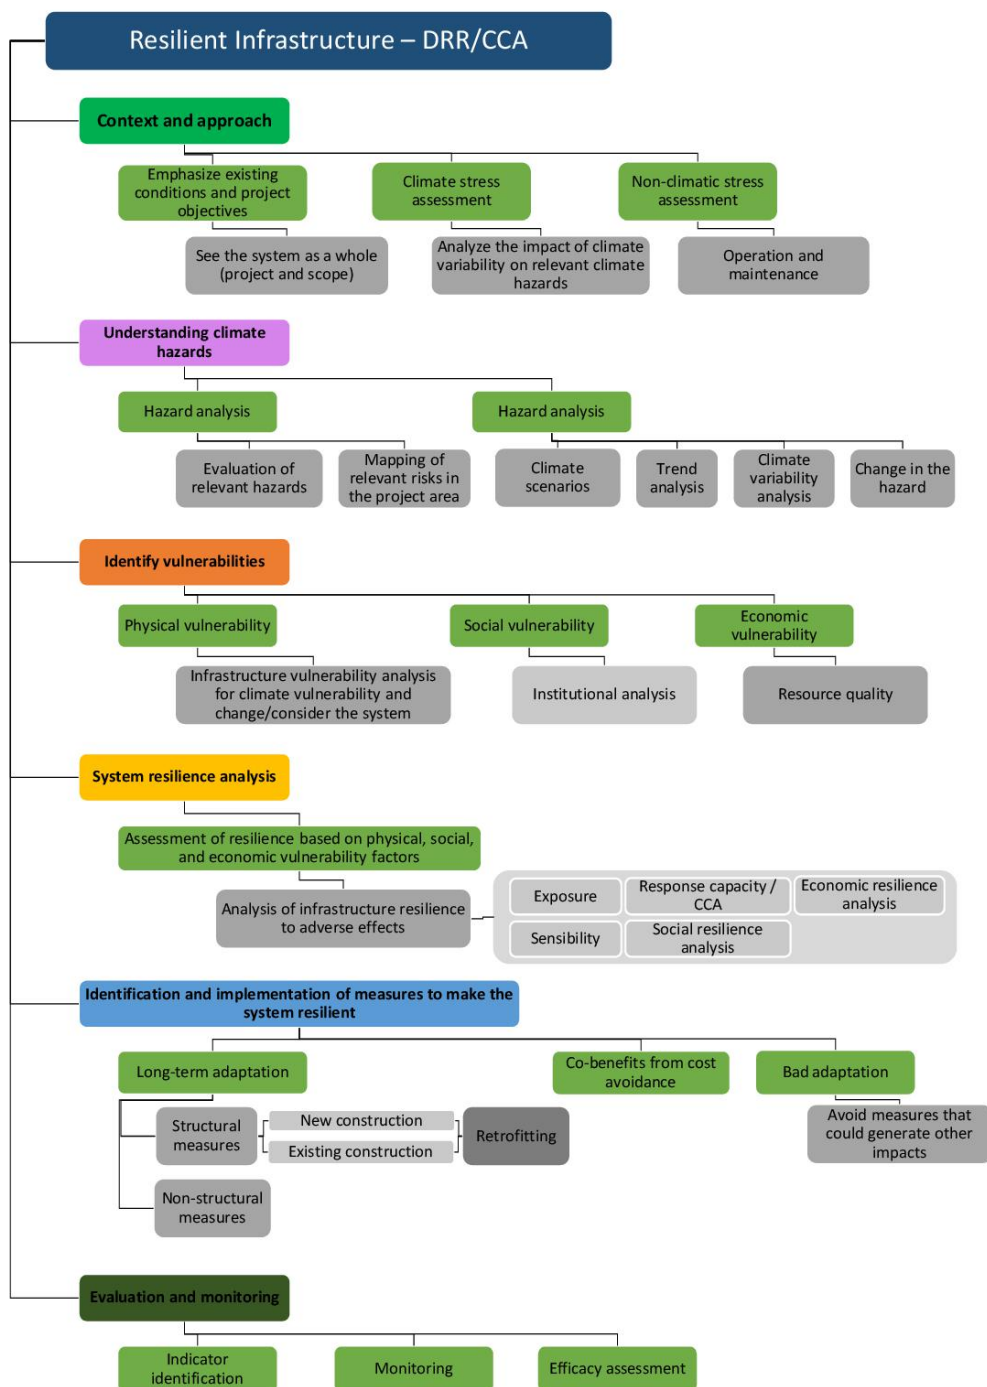 Resilient Infrastructure – DRR/CCA
Context and approach
Emphasize existing
conditions and project
objectives
Climate stress
assessment
Non-climatic stress
assessment
See the system as a whole
(project and scope)
Analyze the impact of climate
variability on relevant climate
hazards
Operation and
maintenance
Understanding climate
hazards
Hazard analysis
Hazard analysis
Evaluation of
relevant hazards
Mapping of
relevant risks in
the project area
Climate
scenarios
Trend
analysis
Climate
variability
analysis
Change in the
hazard
Identify vulnerabilities
Physical vulnerability
Social vulnerability
Economic
vulnerability
Infrastructure vulnerability analysis
for climate vulnerability and
change/consider the system
Institutional analysis
Resource quality
System resilience analysis
Assessment of resilience based on physical, social,
and economic vulnerability factors
Analysis of infrastructure resilience
to adverse effects
Exposure
Response capacity /
CCA
Economic resilience
analysis
Sensibility
Social resilience
analysis
Identification and implementation of measures to make the
system resilient
Long-term adaptation
Co-benefits from cost
avoidance
Bad adaptation
Structural
measures
New construction
Existing construction
Retrofitting
Avoid measures that
could generate other
impacts
Non-structural
measures
Evaluation and monitoring
Indicator
identification
Monitoring
Efficacy assessment